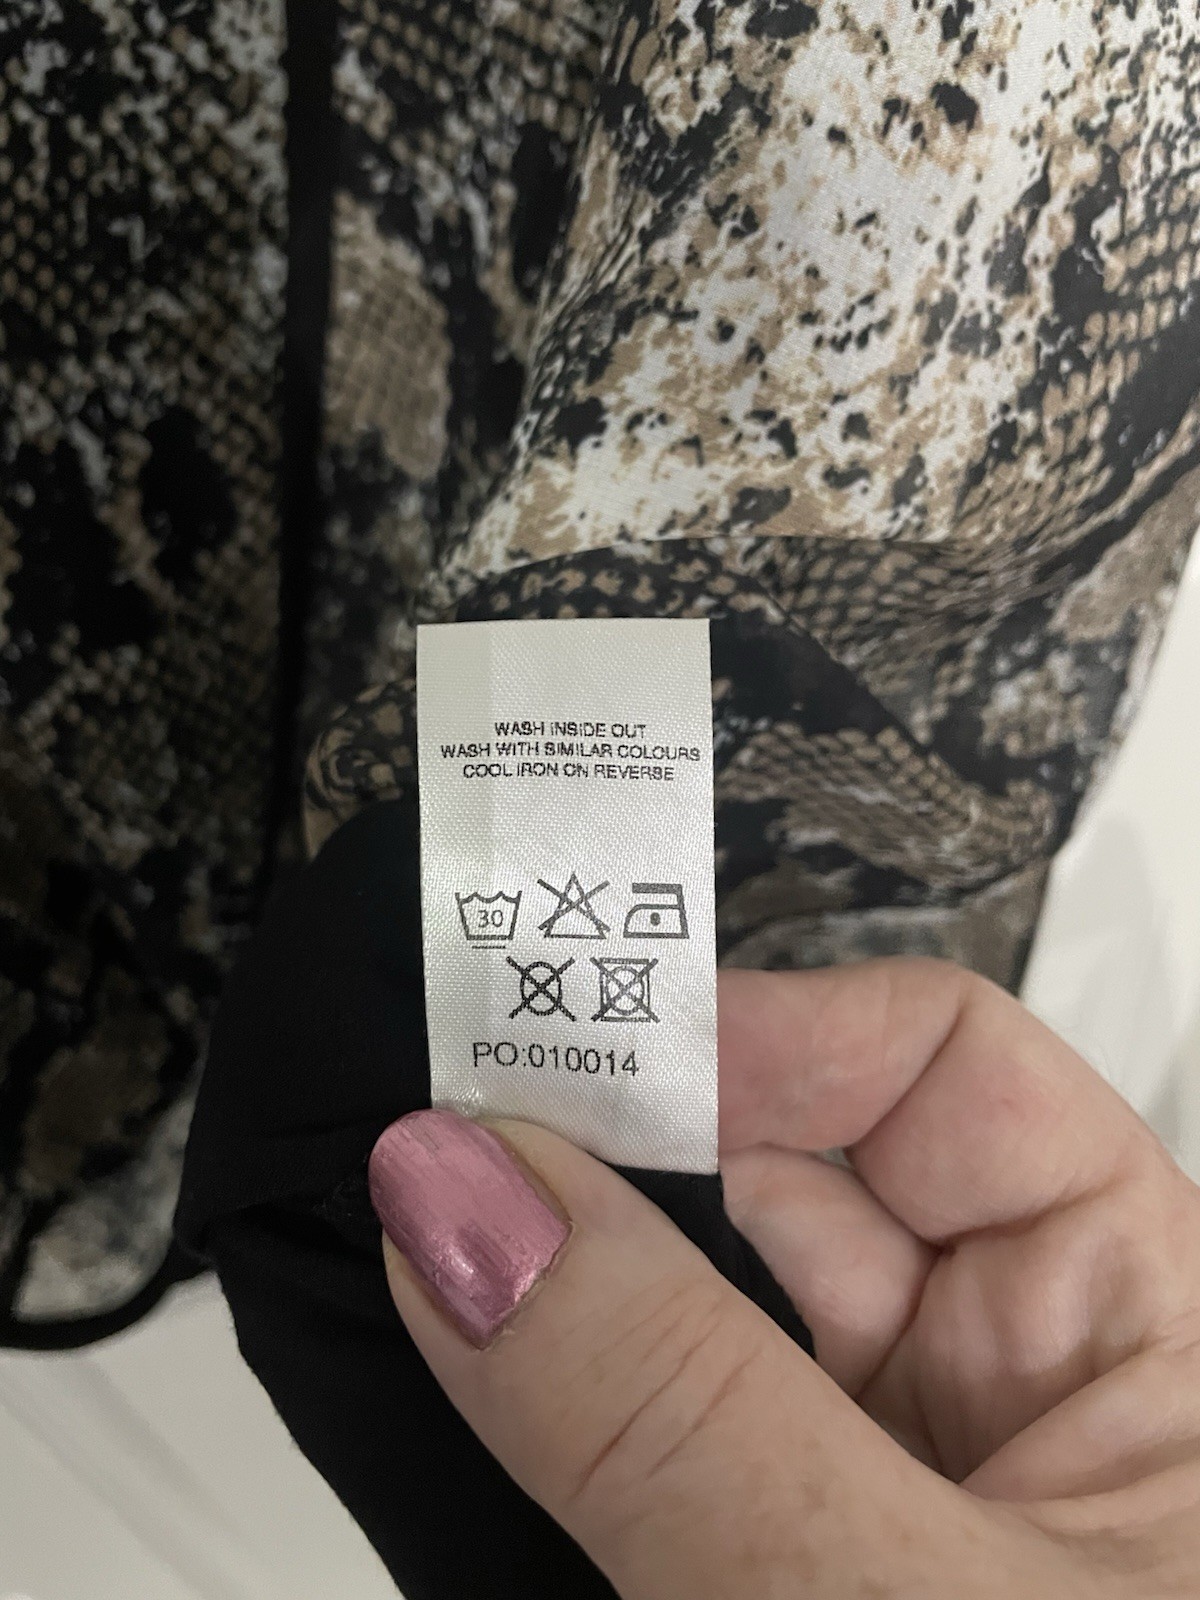 WASH INSIDE OUT
WASH WITH SIMILAR COLOURS
COOL IRON ON REVERSE
30
PO:010014